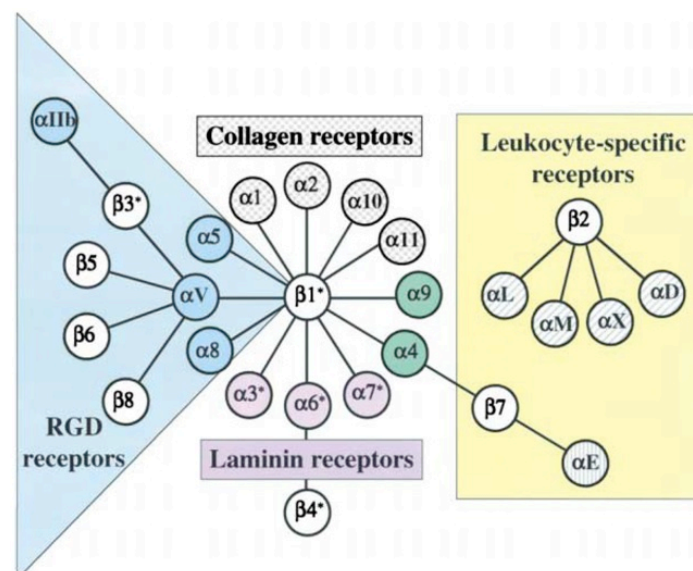 αIIb
Collagen receptors
Leukocyte-specific
receptors
α2
α1
α10
β3*
β2
α5
α11
β5
αV
β1*
α9
αL
αD
αM
αX
β6
α8
α4
β8
α3*
α6*
α7*
β7
RGD
receptors
Laminin receptors
αE
β4*